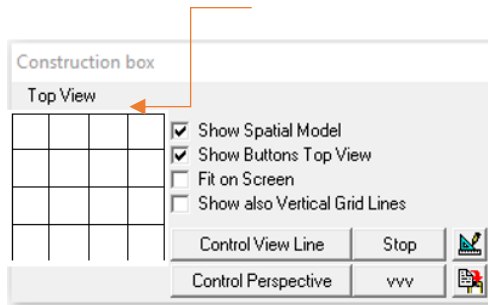 Construction box
Top View
Show Spatial Model
Show Buttons Top View
Fit on Screen
Show also Vertical Grid Lines
Control View Line Stop
Control Perspective vvv